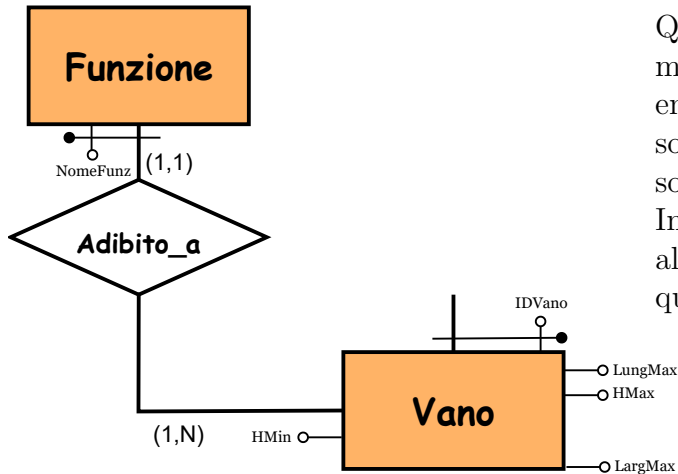 Funzione
NomeFunz
(1,1)
Adibito_a
IDVano
LungMax
HMax
Vano
(1,N)
HMin
LargMax